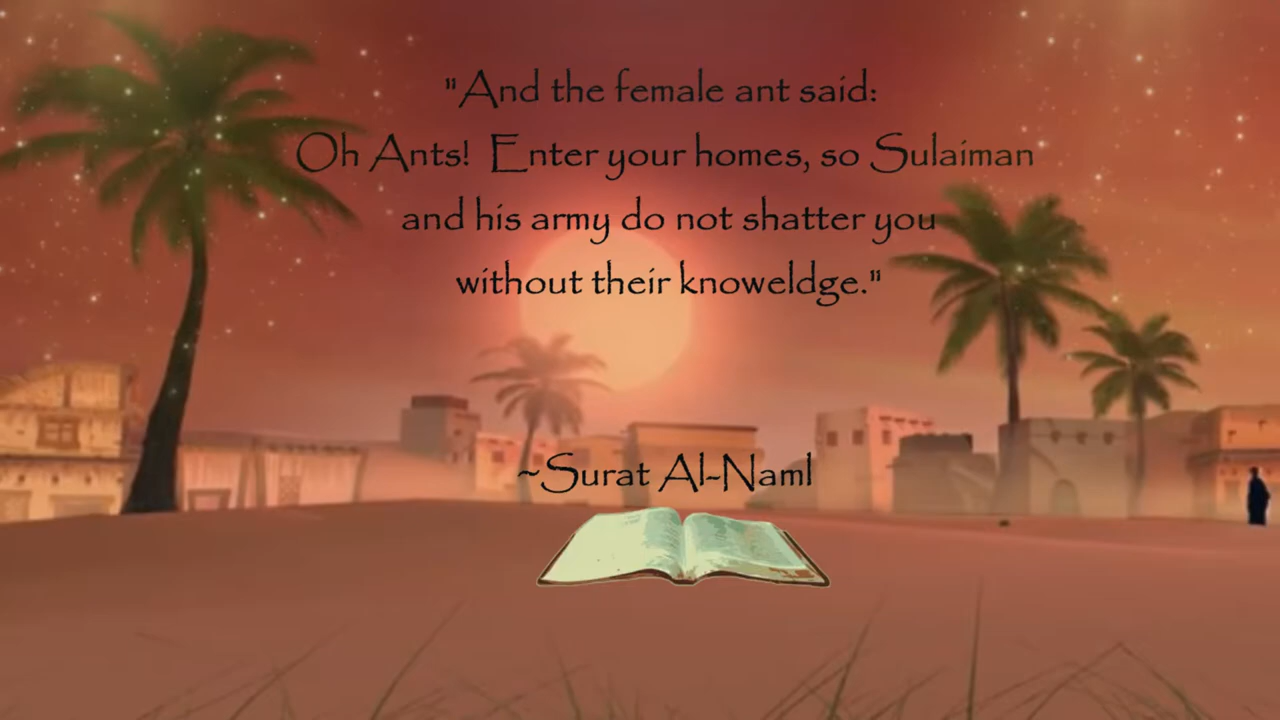 "And the female ant said:
Oh Ants! Enter your homes, so Sulaiman
and his army do not shatter you
without their knoweldge."
~Surat Al-Naml